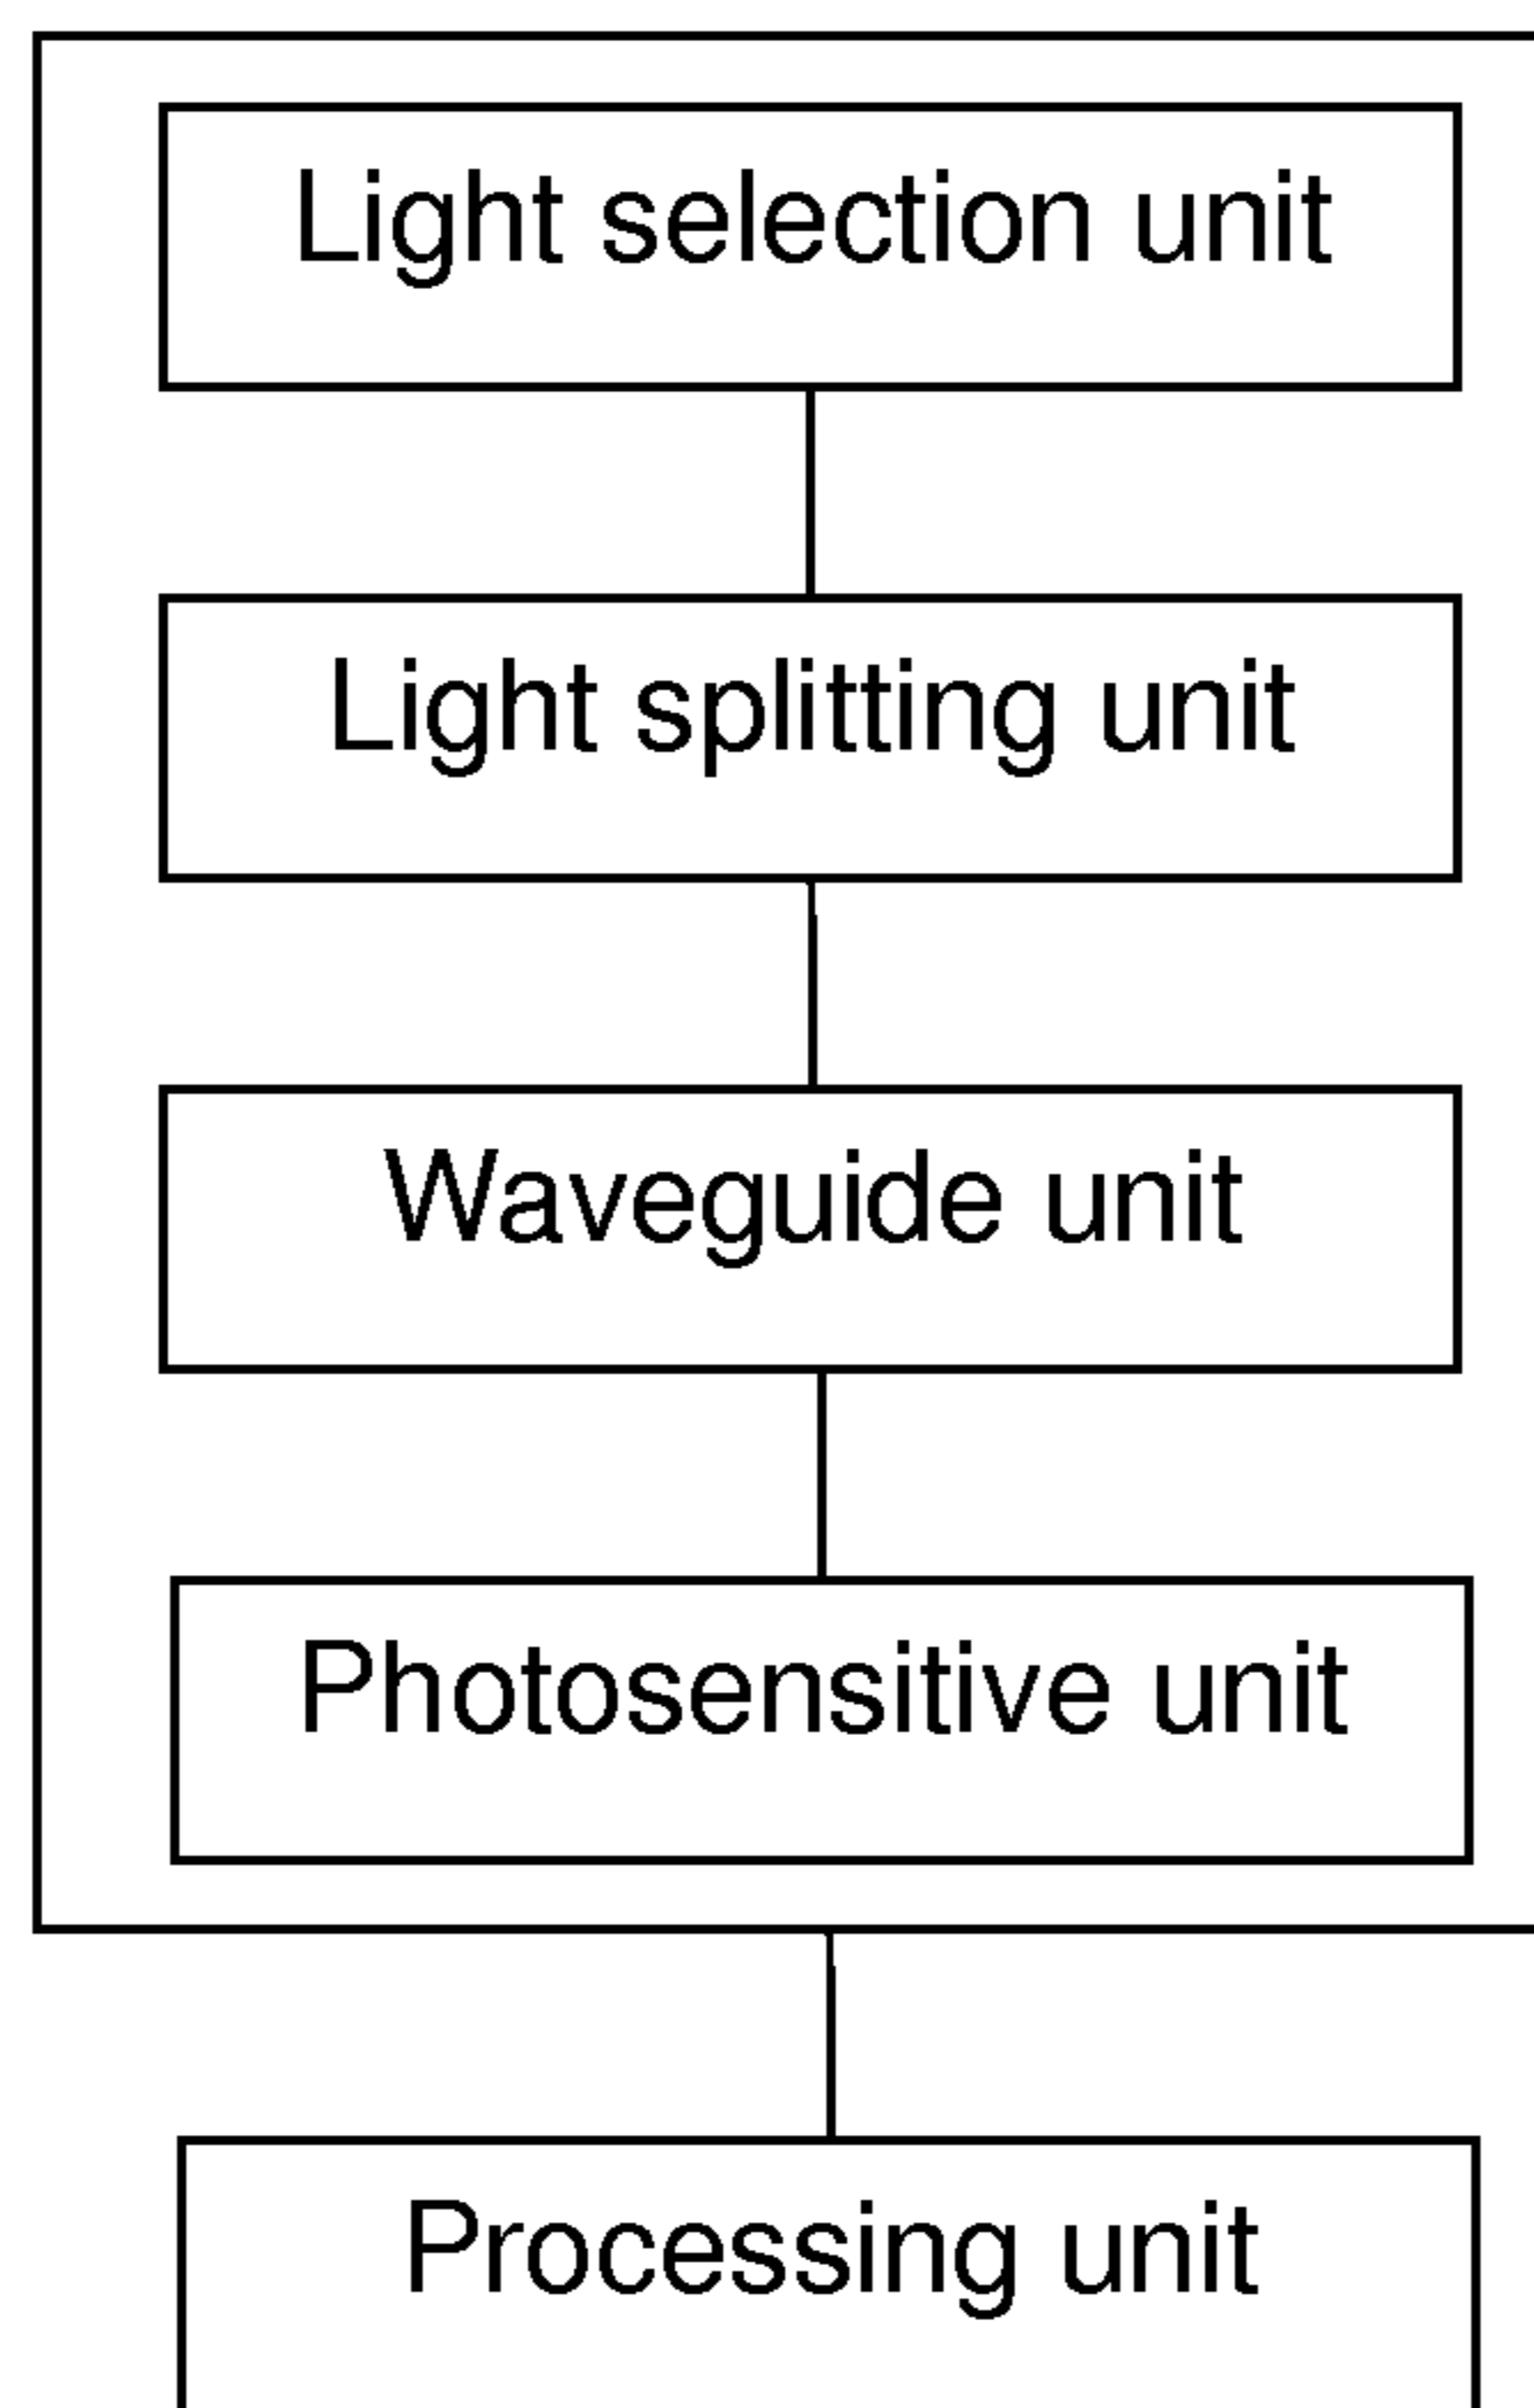 Light selection unit
Light splitting unit
Waveguide unit
Photosensitive unit
Processing unit